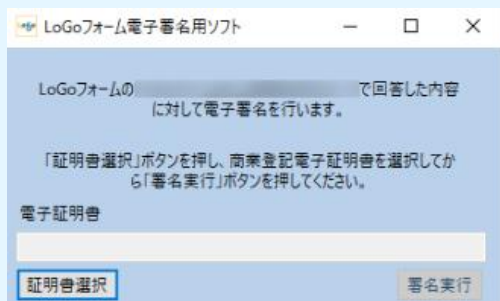 LoGoフォーム電子署名用ソフト
LoGoフォームの で回答した内容
に対して電子署名を行います。
「証明書選択」ボタンを押し、商業登記電子証明書を選択してか
ら「署名実行」ボタンを押してください。
電子証明書
証明書選択 署名実行